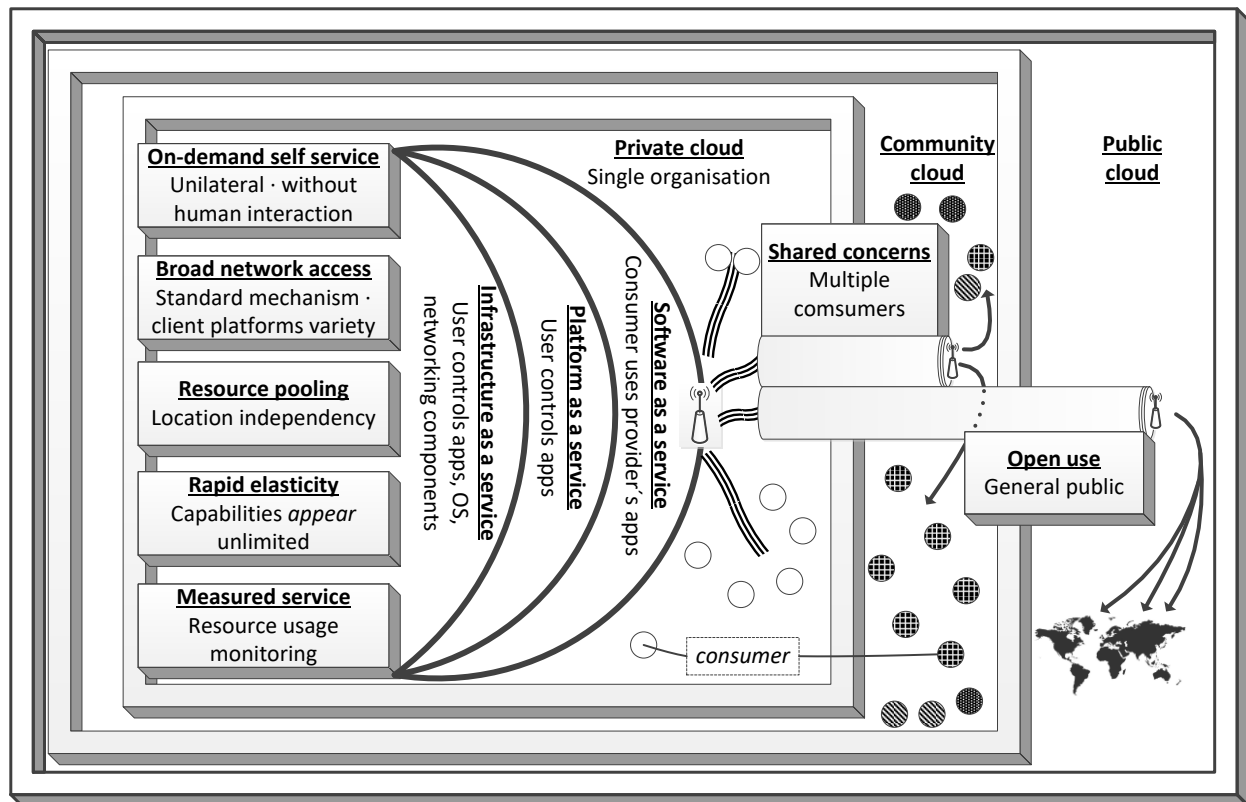 On-demand self service
Unilateral · without
human interaction
Broad network access
Standard mechanism ·
client platforms variety
Resource pooling
Location independency
Rapid elasticity
Capabilities appear
unlimited
Measured service
Resource usage
monitoring
Infrastructure as a service
User controls apps, OS,
networking components
Platform as a service
User controls apps
Software as a service
Consumer uses provider´s apps
Private cloud
Single organisation
Shared concerns
Multiple
comsumers
Community
cloud
Public
cloud
Open use
General public
consumer